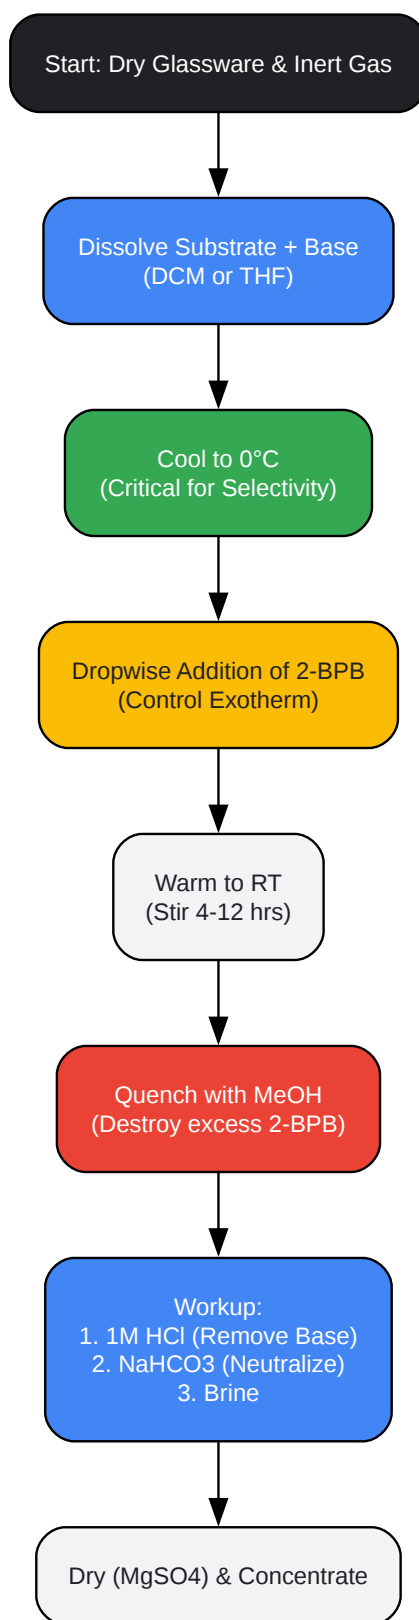 Start: Dry Glassware & Inert Gas
Dissolve Substrate + Base
(DCM or THF)
Cool to 0°C
(Critical for Selectivity)
Dropwise Addition of 2-BPB
(Control Exotherm)
Warm to RT
(Stir 4-12 hrs)
Quench with MeOH
(Destroy excess 2-BPB)
Workup:
1. 1M HCl (Remove Base)
2. NaHCO3 (Neutralize)
3. Brine
Dry (MgSO4) & Concentrate